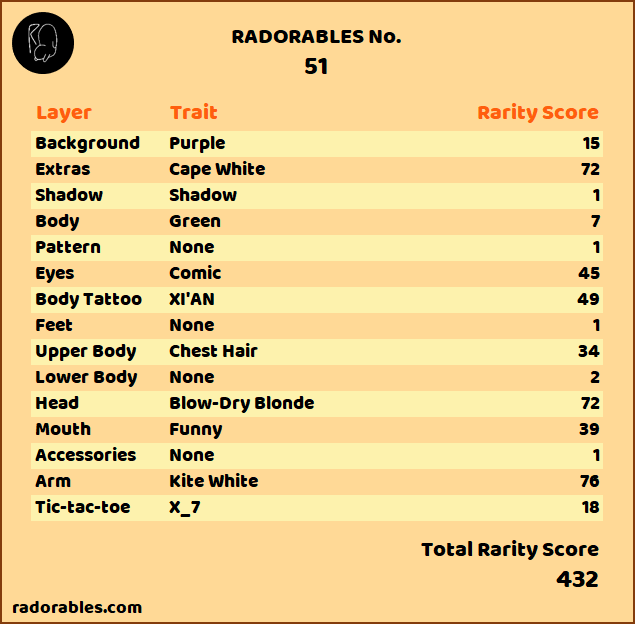 RADORABLES No.
51
Layer Trait Rarity Score
Background Purple 15
Extras Cape White 72
Shadow Shadow 1
Body Green 7
Pattern None 1
Eyes Comic 45
Body Tattoo XI'AN 49
Feet None 1
Upper Body Chest Hair 34
Lower Body None 2
Head Blow-Dry Blonde 72
Mouth Funny 39
Accessories None 1
Arm Kite White 76
Tic-tac-toe X_7 18
Total Rarity Score
432
radorables.com